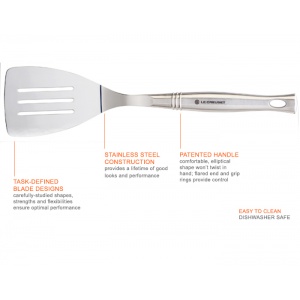 LE CREUSET
TASK-DEFINED
BLADE DESIGNS
carefully-studied shapes,
strengths and flexibilities
ensure optimal performance
STAINLESS STEEL
CONSTRUCTION
provides a lifetime of good
looks and performance
PATENTED HANDLE
comfortable, elliptical
shape won't twist in
hand; flared end and grip
rings provide control
EASY TO CLEAN
DISHWASHER SAFE